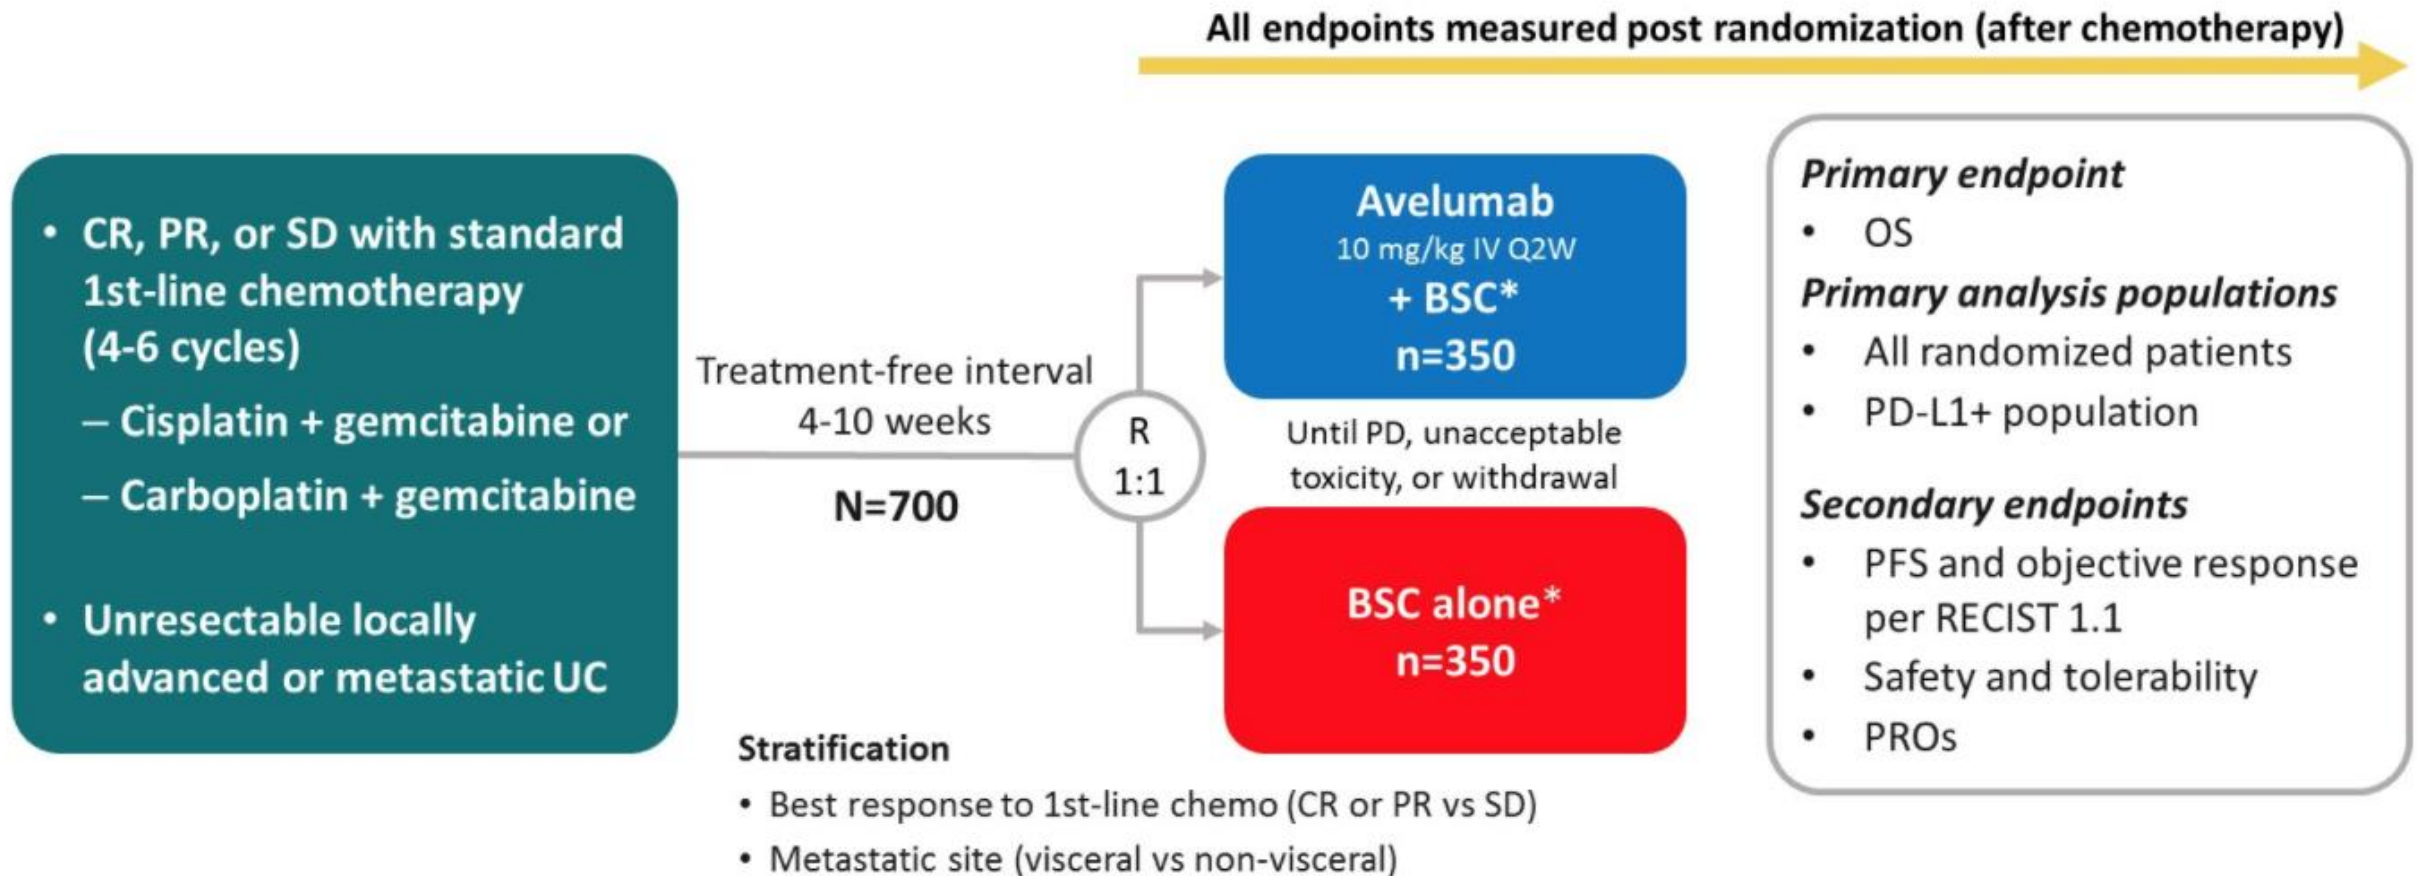 All endpoints measured post randomization (after chemotherapy)
• CR, PR, or SD with standard
1st-line chemotherapy
(4-6 cycles)
– Cisplatin + gemcitabine or
– Carboplatin + gemcitabine
• Unresectable locally
advanced or metastatic UC
Treatment-free interval
4-10 weeks
N=700
R
1:1
Avelumab
10 mg/kg IV Q2W
+ BSC*
n=350
Until PD, unacceptable
toxicity, or withdrawal
BSC alone*
n=350
Stratification
• Best response to 1st-line chemo (CR or PR vs SD)
• Metastatic site (visceral vs non-visceral)
Primary endpoint
• OS
Primary analysis populations
• All randomized patients
• PD-L1+ population
Secondary endpoints
• PFS and objective response
per RECIST 1.1
• Safety and tolerability
• PROs